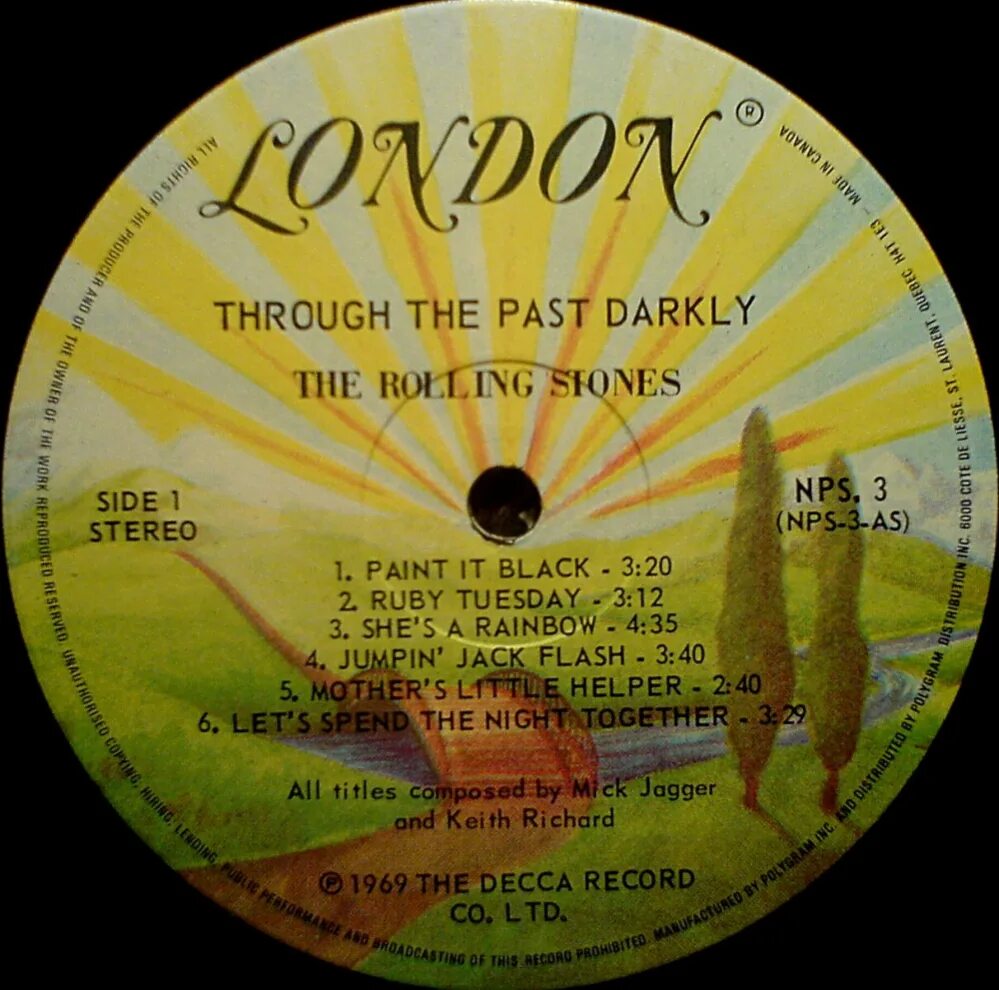 LONDON®
THROUGH THE PAST DARKLY
THE ROLLING STONES
SIDE 1
STEREO
NPS. 3
(NPS-3-AS)
1. PAINT IT BLACK - 3:20
2. RUBY TUESDAY - 3:12
3. SHE'S A RAINBOW - 4:35
4. JUMPIN' JACK FLASH - 3:40
5. MOTHER'S LITTLE HELPER - 2:40
6. LET'S SPEND THE NIGHT TOGETHER - 3:29
All titles composed by Mick Jagger
and Keith Richard
℗ 1969 THE DECCA RECORD
CO. LTD.
ALL RIGHTS OF THE PRODUCER AND OF THE OWNER OF THE WORK REPRODUCED RESERVED. UNAUTHORISED COPYING, HIRING, LENDING, PUBLIC PERFORMANCE AND BROADCASTING OF THIS RECORD PROHIBITED. MANUFACTURED BY POLYGRAM INC. AND DISTRIBUTED BY POLYGRAM DISTRIBUTION INC. 6000 COTE DE LIESSE, ST. LAURENT, QUEBEC H4T 1E3 – MADE IN CANADA